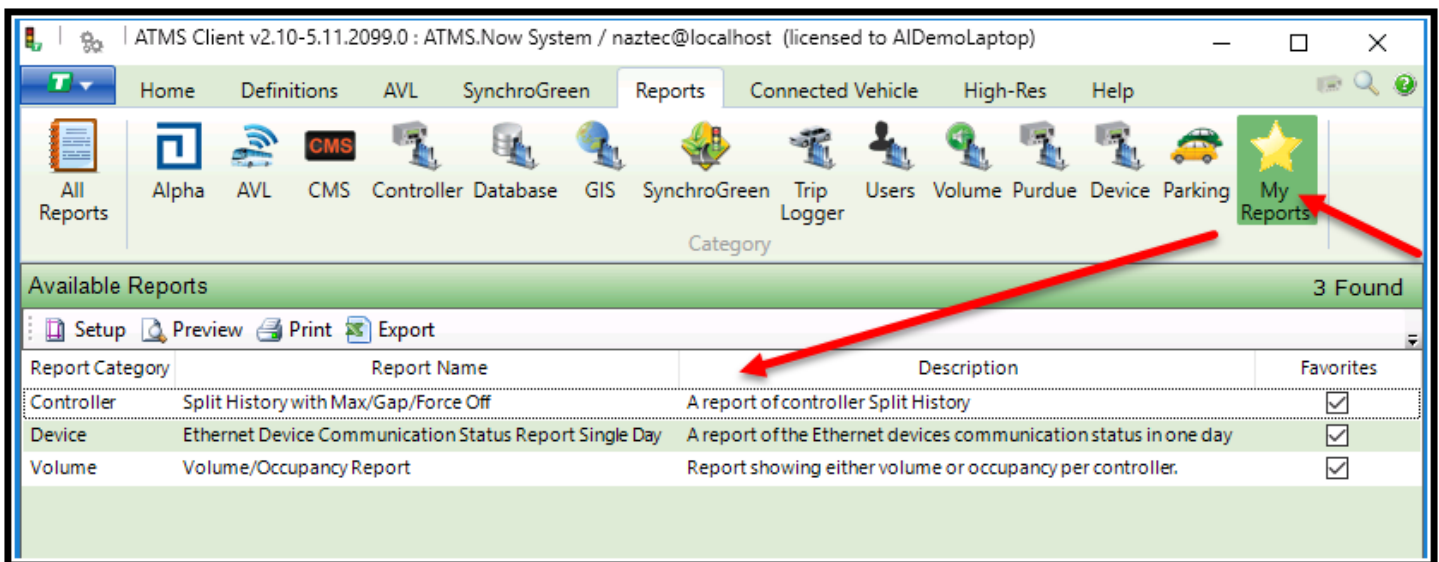 ATMS Client v2.10-5.11.2099.0 : ATMS.Now System / naztec@localhost (licensed to AIDemoLaptop)
T Home Definitions AVL SynchroGreen Reports Connected Vehicle High-Res Help
CMS
All Reports Alpha AVL CMS Controller Database GIS SynchroGreen Trip Logger Users Volume Purdue Device Parking My Reports
Category
Available Reports 3 Found
Setup Preview Print Export
Report Category Report Name Description Favorites
Controller Split History with Max/Gap/Force Off A report of controller Split History
Device Ethernet Device Communication Status Report Single Day A report of the Ethernet devices communication status in one day
Volume Volume/Occupancy Report Report showing either volume or occupancy per controller.